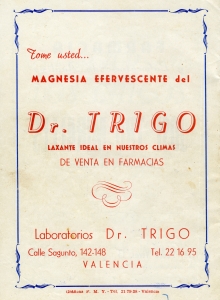 Tome usted...
MAGNESIA EFERVESCENTE del
Dr. TRIGO
LAXANTE IDEAL EN NUESTROS CLIMAS
DE VENTA EN FARMACIAS
Laboratorios Dr. TRIGO
Calle Sagunto, 142-148 Tel. 22 16 95
VALENCIA